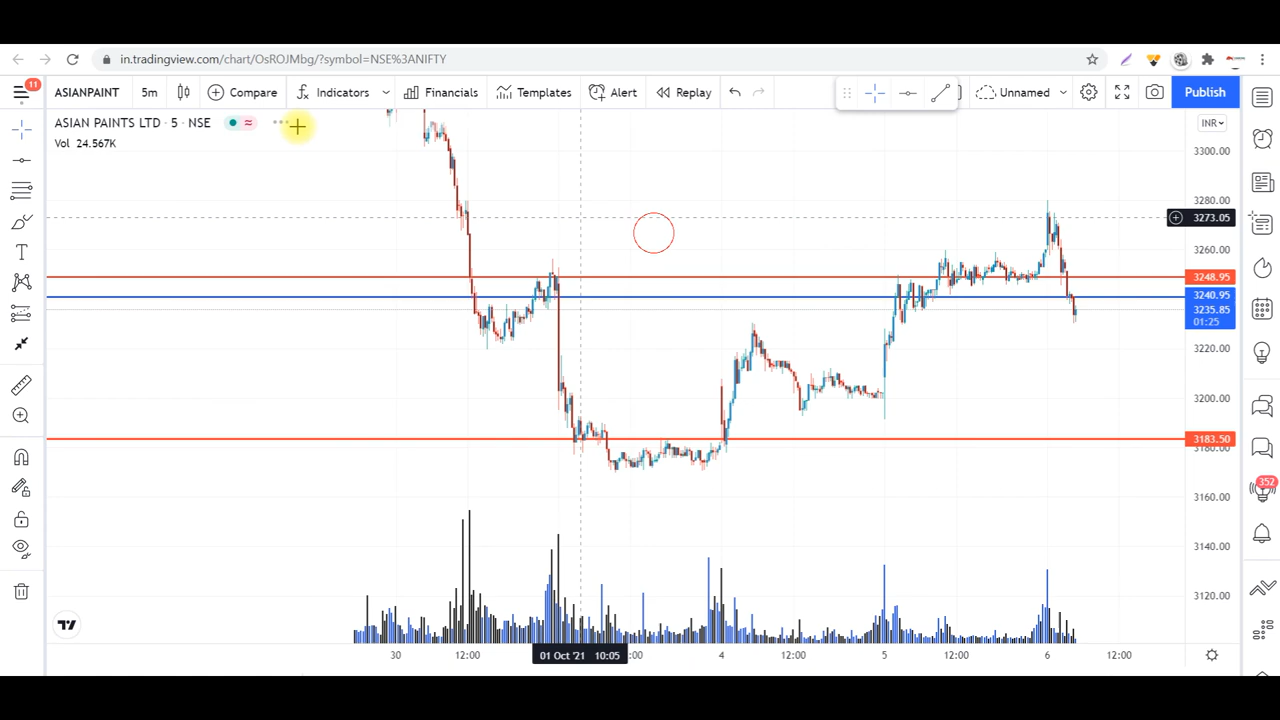 in.tradingview.com/chart/OsROJMbg/?symbol=NSE%3ANIFTY
11
ASIANPAINT 5m Compare Indicators Financials Templates Alert Replay Unnamed Publish
ASIAN PAINTS LTD · 5 · NSE
INR
Vol 24.567K
3300.00
3280.00
3273.05
3260.00
3248.95
3240.95
3235.85
01:25
3220.00
3200.00
3183.50
3180.00
3160.00
352
3140.00
3120.00
30 12:00 01 Oct '21 10:05 :00 4 12:00 5 12:00 6 12:00